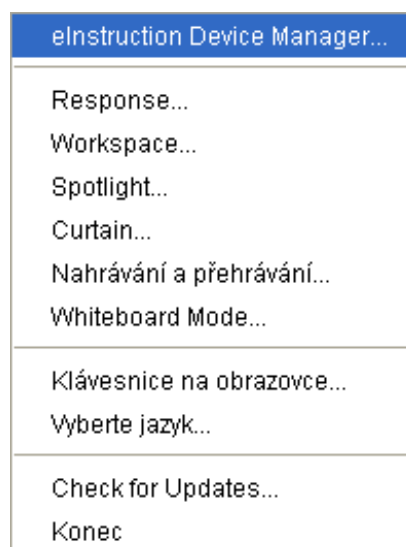 eInstruction Device Manager...
Response...
Workspace...
Spotlight...
Curtain...
Nahrávání a přehrávání...
Whiteboard Mode...
Klávesnice na obrazovce...
Vyberte jazyk...
Check for Updates...
Konec